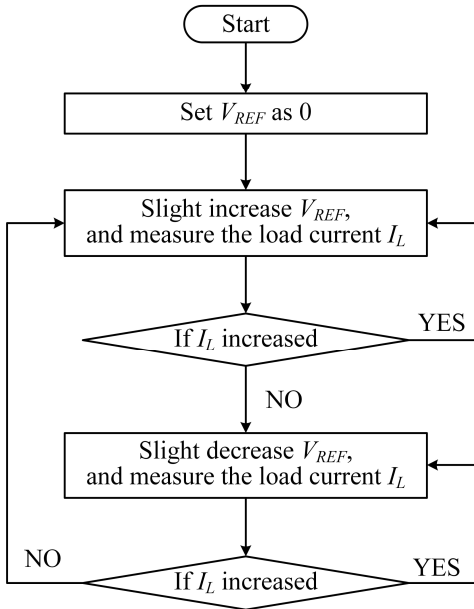 Start
Set V_REF as 0
Slight increase V_REF,
and measure the load current I_L
If I_L increased
YES
NO
Slight decrease V_REF,
and measure the load current I_L
NO
If I_L increased
YES